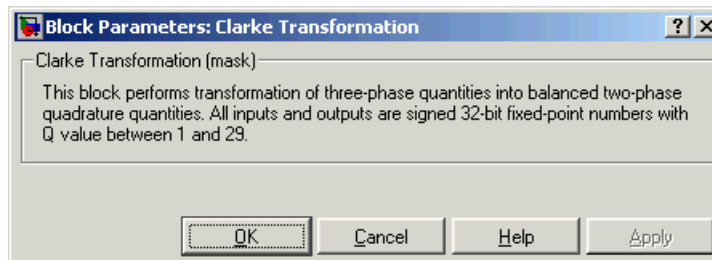 Block Parameters: Clarke Transformation
Clarke Transformation (mask)
This block performs transformation of three-phase quantities into balanced two-phase
quadrature quantities. All inputs and outputs are signed 32-bit fixed-point numbers with
Q value between 1 and 29.
OK Cancel Help Apply